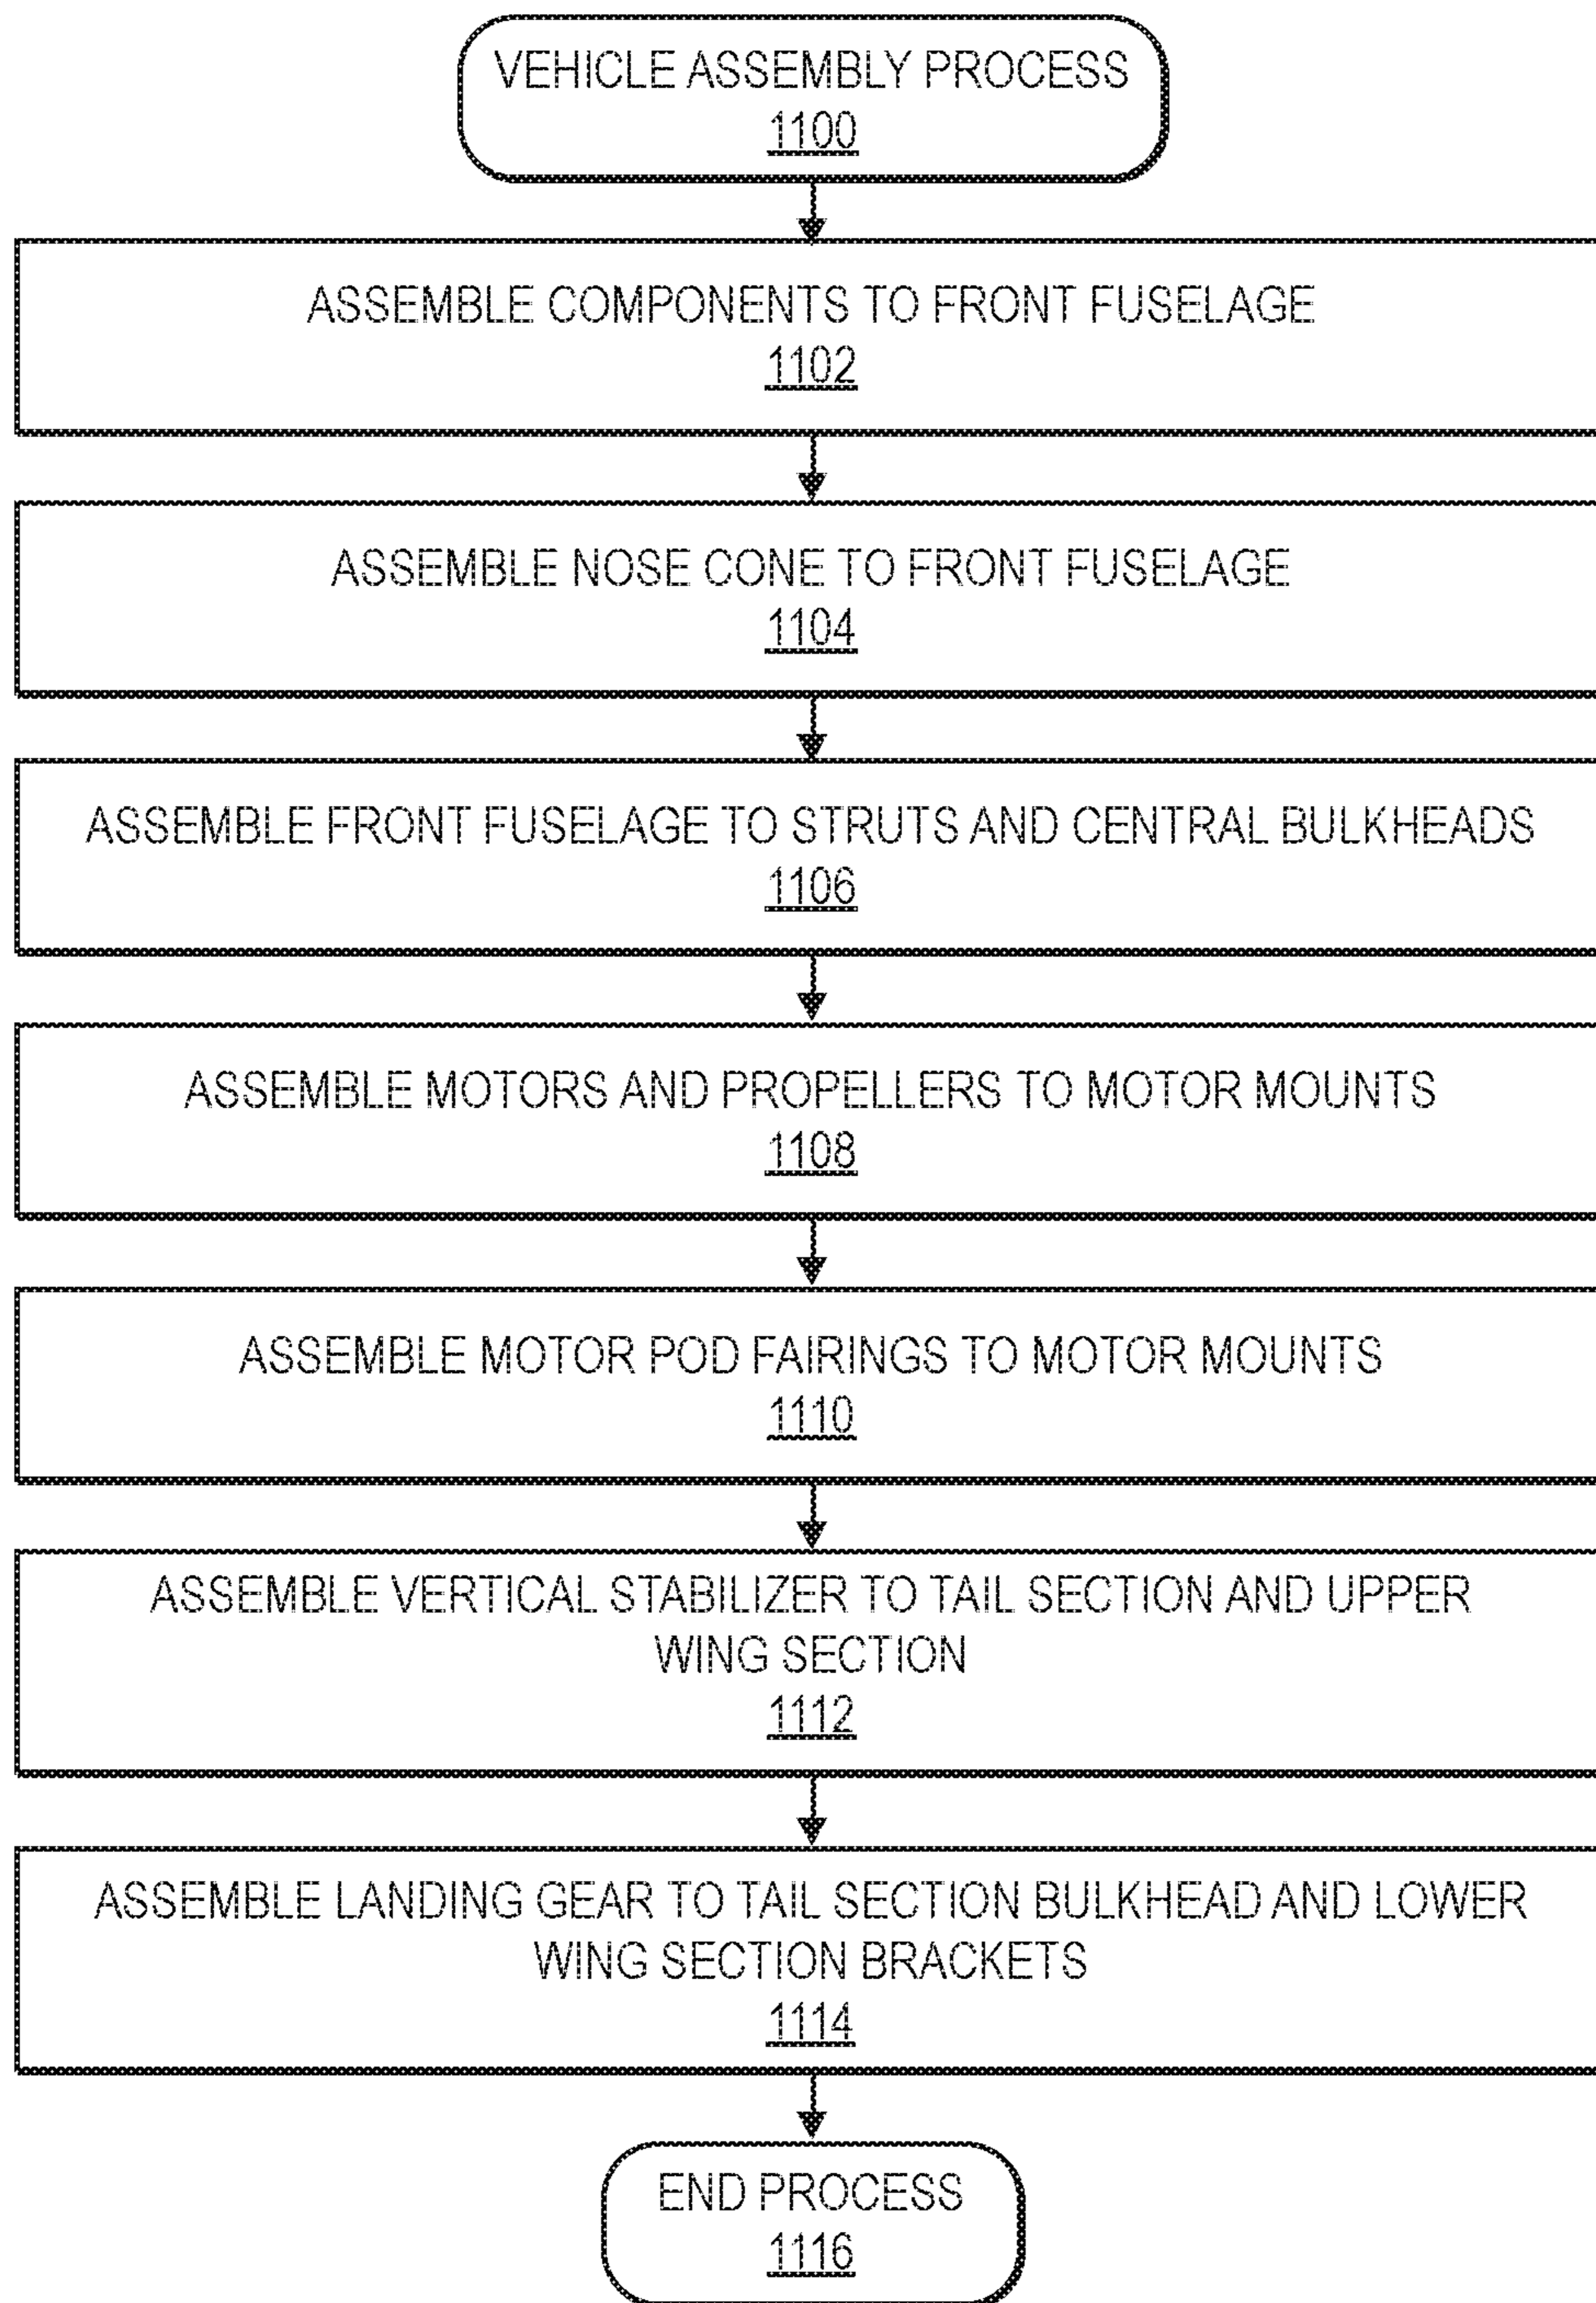 VEHICLE ASSEMBLY PROCESS
1100
ASSEMBLE COMPONENTS TO FRONT FUSELAGE
1102
ASSEMBLE NOSE CONE TO FRONT FUSELAGE
1104
ASSEMBLE FRONT FUSELAGE TO STRUTS AND CENTRAL BULKHEADS
1106
ASSEMBLE MOTORS AND PROPELLERS TO MOTOR MOUNTS
1108
ASSEMBLE MOTOR POD FAIRINGS TO MOTOR MOUNTS
1110
ASSEMBLE VERTICAL STABILIZER TO TAIL SECTION AND UPPER
WING SECTION
1112
ASSEMBLE LANDING GEAR TO TAIL SECTION BULKHEAD AND LOWER
WING SECTION BRACKETS
1114
END PROCESS
1116